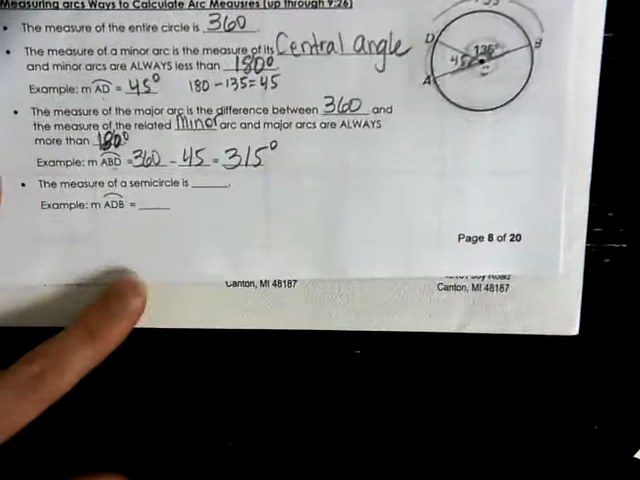 Measuring arcs Ways to Calculate Arc Measures (up through 9:26)
• The measure of the entire circle is 360.
• The measure of a minor arc is the measure of its Central angle
and minor arcs are ALWAYS less than 180°
Example: m AD = 45° 180 - 135 = 45
• The measure of the major arc is the difference between 360 and
the measure of the related minor arc and major arcs are ALWAYS
more than 180°
Example: m ABD = 360 - 45 = 315°
• The measure of a semicircle is ______.
Example: m ADB = _____
D
B
135°
45
C
A
Page 8 of 20
Canton, MI 48187
Canton, MI 48187